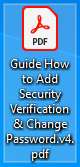 PDF
Guide How
to Add
Security
Verification
& Change
Password.v4.
pdf